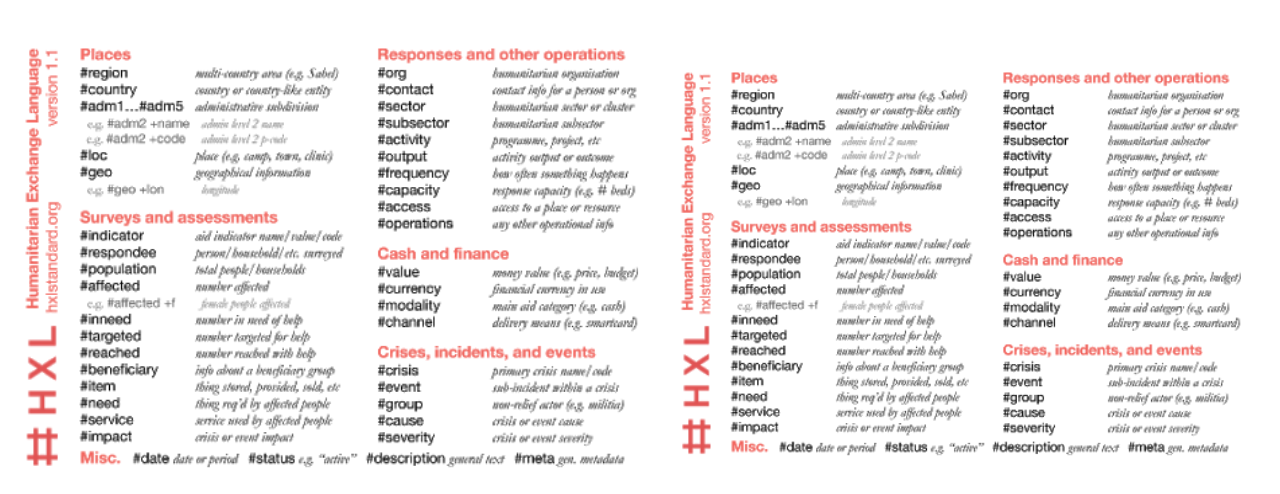 #HXL
Humanitarian Exchange Language
hxlstandard.org version 1.1
Places
#region multi-country area (e.g. Sahel)
#country country or country-like entity
#adm1...#adm5 administrative subdivision
e.g. #adm2 +name admin level 2 name
e.g. #adm2 +code admin level 2 p-code
#loc place (e.g. camp, town, clinic)
#geo geographical information
e.g. #geo +lon longitude
Surveys and assessments
#indicator aid indicator name/value/code
#respondee person/household/etc. surveyed
#population total people/households
#affected number affected
e.g. #affected +f female people affected
#inneed number in need of help
#targeted number targeted for help
#reached number reached with help
#beneficiary info about a beneficiary group
#item thing stored, provided, sold, etc
#need thing req'd by affected people
#service service used by affected people
#impact crisis or event impact
Responses and other operations
#org humanitarian organisation
#contact contact info for a person or org
#sector humanitarian sector or cluster
#subsector humanitarian subsector
#activity programme, project, etc
#output activity output or outcome
#frequency how often something happens
#capacity response capacity (e.g. # beds)
#access access to a place or resource
#operations any other operational info
Cash and finance
#value money value (e.g. price, budget)
#currency financial currency in use
#modality main aid category (e.g. cash)
#channel delivery means (e.g. smartcard)
Crises, incidents, and events
#crisis primary crisis name/code
#event sub-incident within a crisis
#group non-relief actor (e.g. militia)
#cause crisis or event cause
#severity crisis or event severity
Misc. #date date or period #status e.g. "active" #description general text #meta gen. metadata
#HXL
Humanitarian Exchange Language
hxlstandard.org version 1.1
Places
#region multi-country area (e.g. Sahel)
#country country or country-like entity
#adm1...#adm5 administrative subdivision
e.g. #adm2 +name admin level 2 name
e.g. #adm2 +code admin level 2 p-code
#loc place (e.g. camp, town, clinic)
#geo geographical information
e.g. #geo +lon longitude
Surveys and assessments
#indicator aid indicator name/value/code
#respondee person/household/etc. surveyed
#population total people/households
#affected number affected
e.g. #affected +f female people affected
#inneed number in need of help
#targeted number targeted for help
#reached number reached with help
#beneficiary info about a beneficiary group
#item thing stored, provided, sold, etc
#need thing req'd by affected people
#service service used by affected people
#impact crisis or event impact
Responses and other operations
#org humanitarian organisation
#contact contact info for a person or org
#sector humanitarian sector or cluster
#subsector humanitarian subsector
#activity programme, project, etc
#output activity output or outcome
#frequency how often something happens
#capacity response capacity (e.g. # beds)
#access access to a place or resource
#operations any other operational info
Cash and finance
#value money value (e.g. price, budget)
#currency financial currency in use
#modality main aid category (e.g. cash)
#channel delivery means (e.g. smartcard)
Crises, incidents, and events
#crisis primary crisis name/code
#event sub-incident within a crisis
#group non-relief actor (e.g. militia)
#cause crisis or event cause
#severity crisis or event severity
Misc. #date date or period #status e.g. "active" #description general text #meta gen. metadata